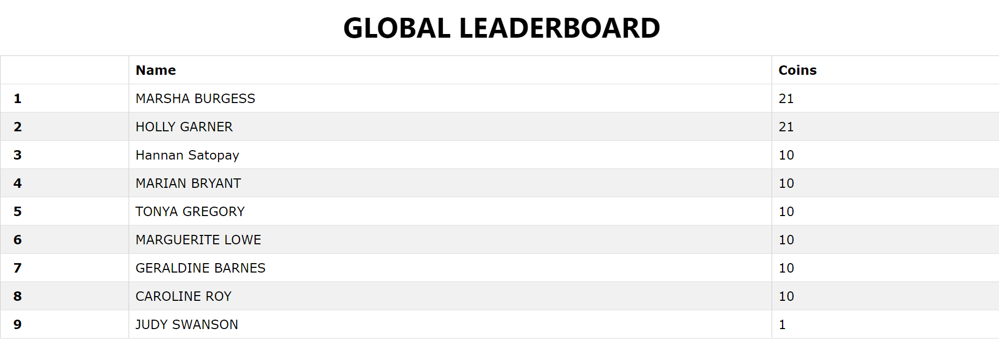 GLOBAL LEADERBOARD
Name Coins
1 MARSHA BURGESS 21
2 HOLLY GARNER 21
3 Hannan Satopay 10
4 MARIAN BRYANT 10
5 TONYA GREGORY 10
6 MARGUERITE LOWE 10
7 GERALDINE BARNES 10
8 CAROLINE ROY 10
9 JUDY SWANSON 1